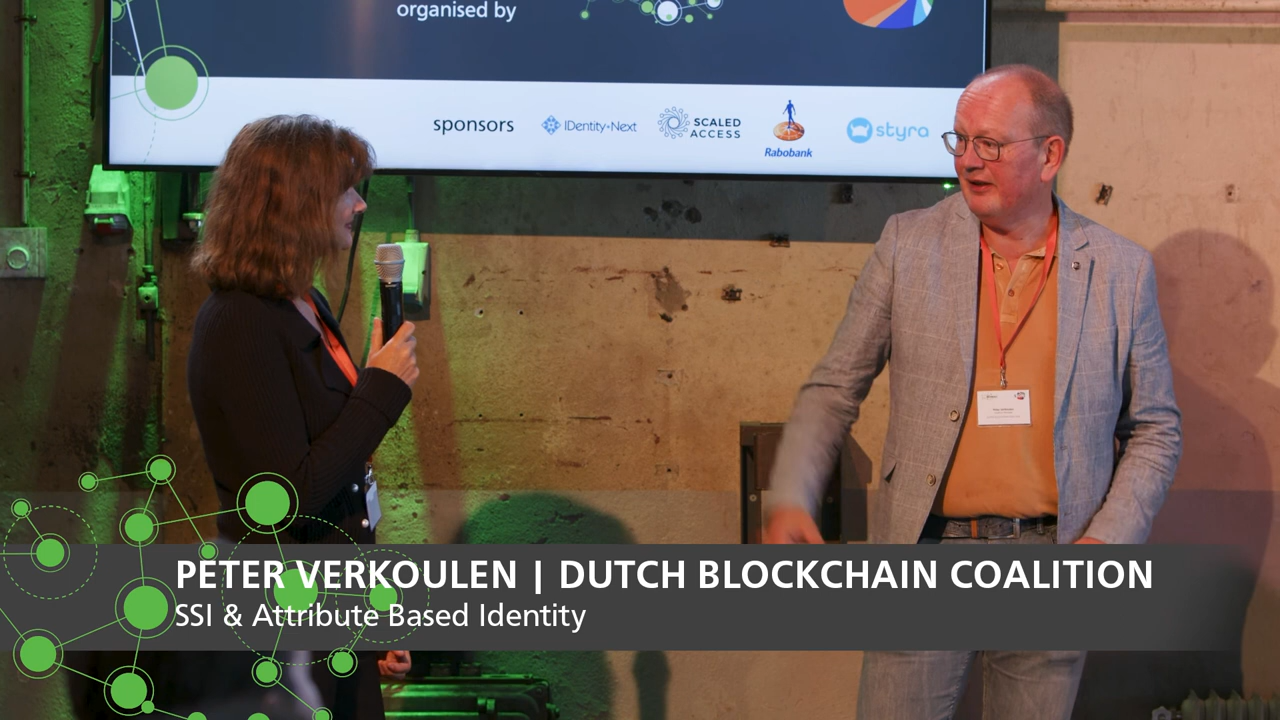 organised by
sponsors
IDentity•Next
SCALED
ACCESS
Rabobank
styra
PETER VERKOULEN | DUTCH BLOCKCHAIN COALITION
SSI & Attribute Based Identity